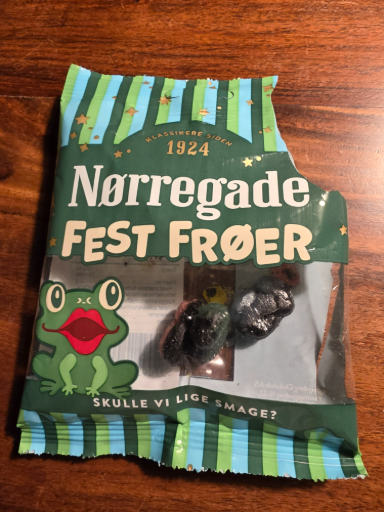 KLASSIKERE SIDEN
1924
Nørregade
FEST FRØER
SKULLE VI LIGE SMAGE?